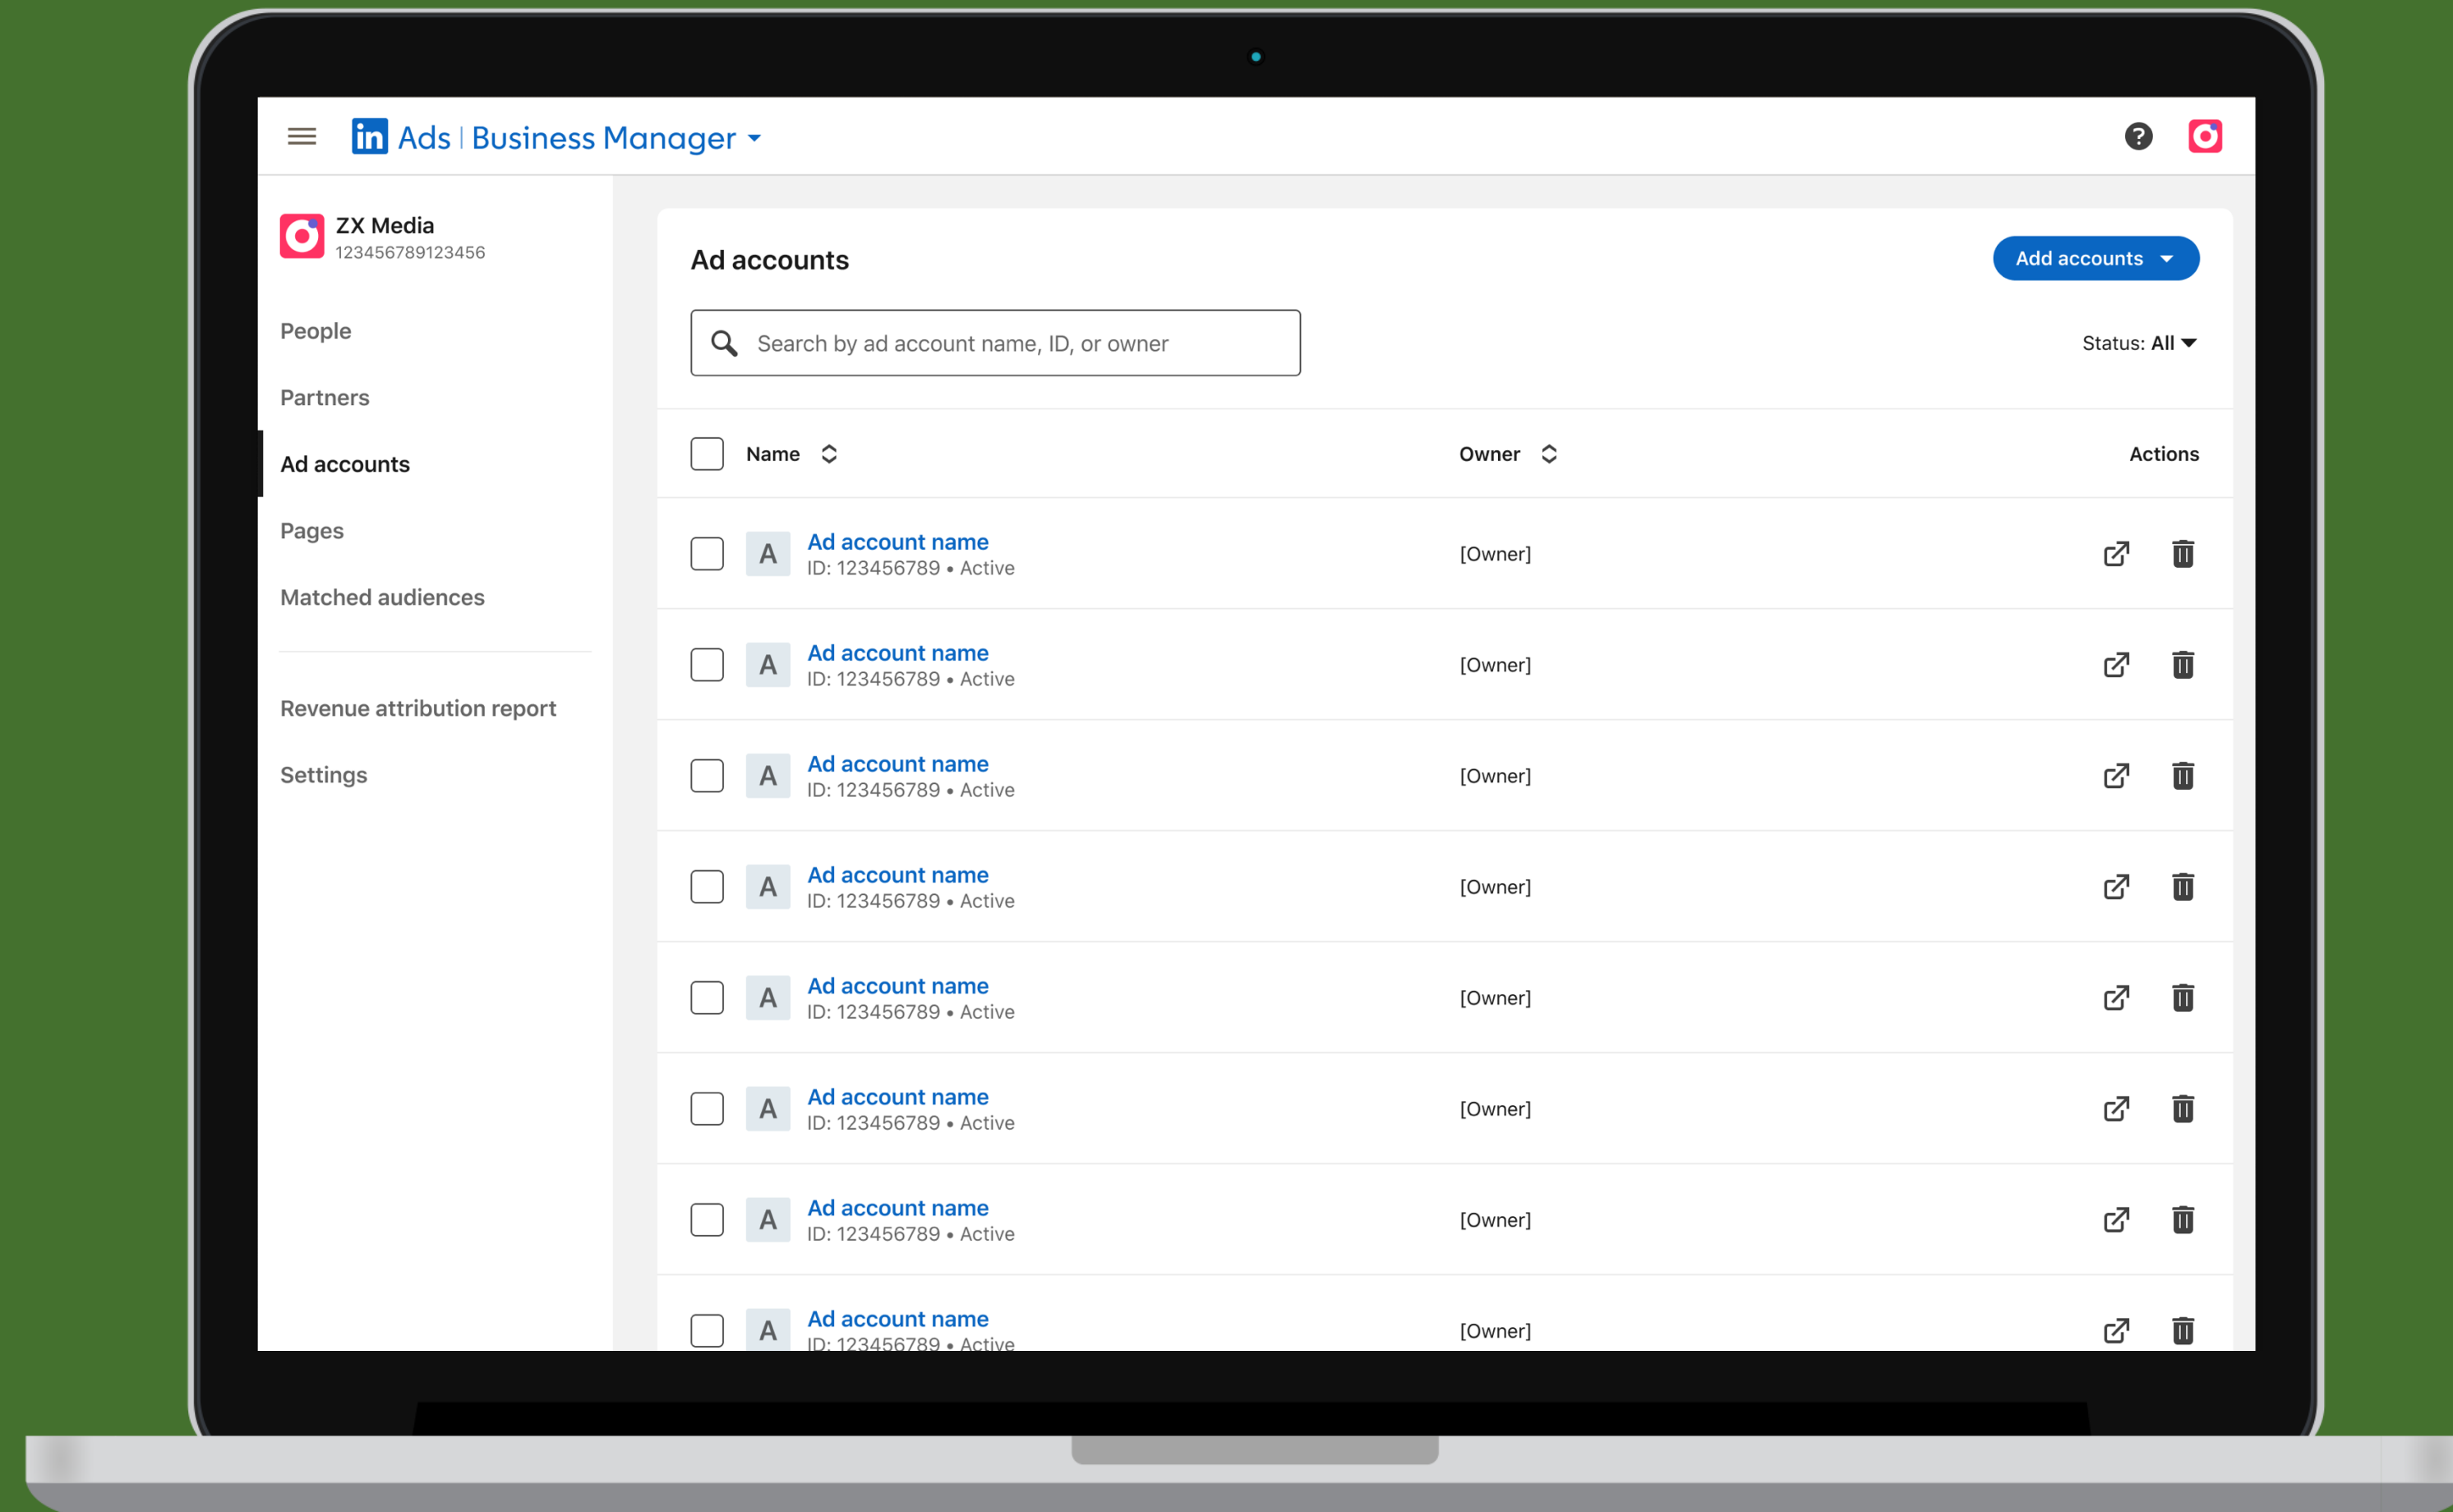 in Ads | Business Manager
?
ZX Media
123456789123456
People
Partners
Ad accounts
Pages
Matched audiences
Revenue attribution report
Settings
Ad accounts
Add accounts
Search by ad account name, ID, or owner
Status: All
Name Owner Actions
A Ad account name [Owner]
ID: 123456789 • Active
A Ad account name [Owner]
ID: 123456789 • Active
A Ad account name [Owner]
ID: 123456789 • Active
A Ad account name [Owner]
ID: 123456789 • Active
A Ad account name [Owner]
ID: 123456789 • Active
A Ad account name [Owner]
ID: 123456789 • Active
A Ad account name [Owner]
ID: 123456789 • Active
A Ad account name [Owner]
ID: 123456789 • Active